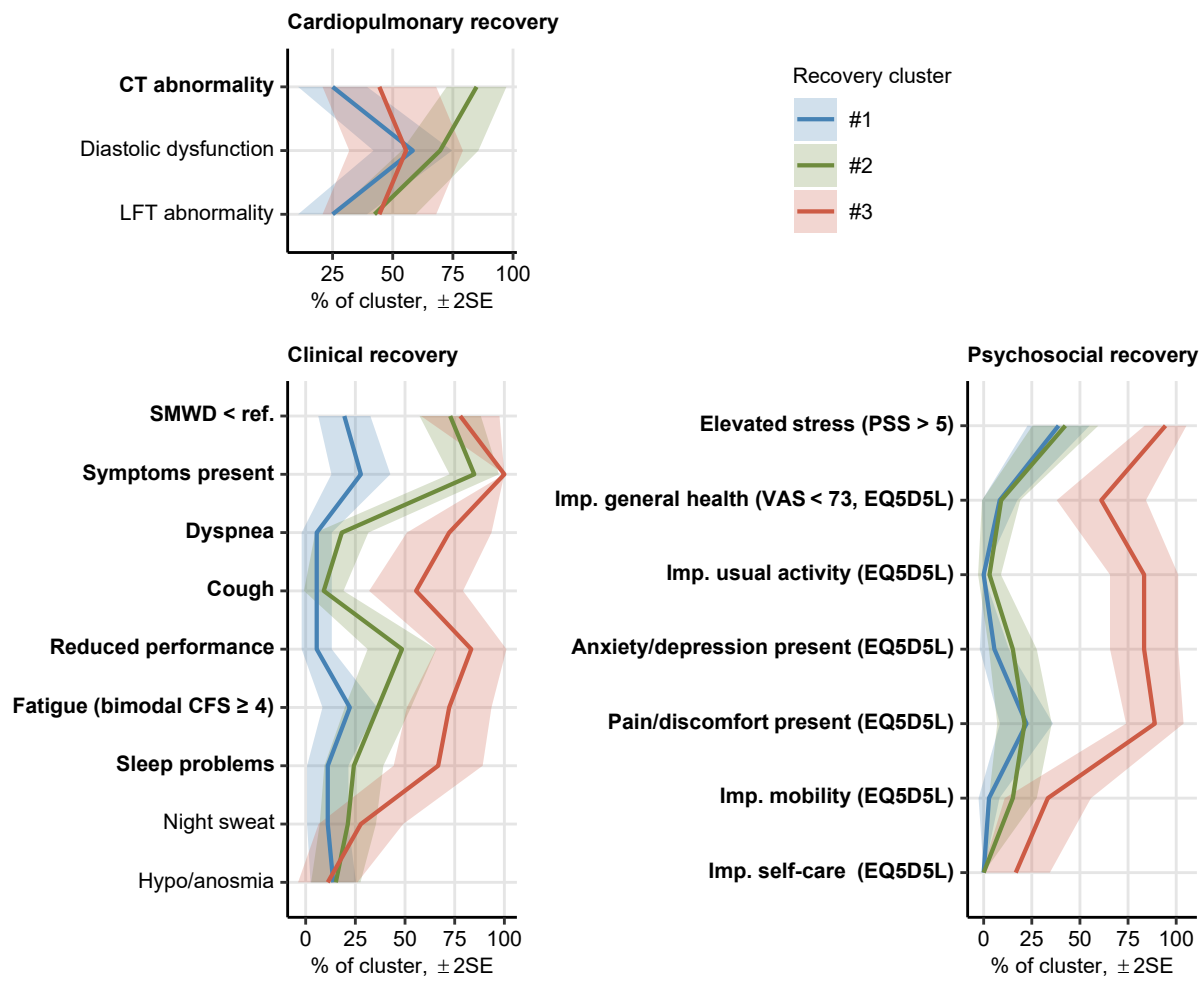 Cardiopulmonary recovery
CT abnormality
Diastolic dysfunction
LFT abnormality
25 50 75 100
% of cluster, ±2SE
Recovery cluster
#1
#2
#3
Clinical recovery
SMWD < ref.
Symptoms present
Dyspnea
Cough
Reduced performance
Fatigue (bimodal CFS ≥ 4)
Sleep problems
Night sweat
Hypo/anosmia
0 25 50 75 100
% of cluster, ±2SE
Psychosocial recovery
Elevated stress (PSS > 5)
Imp. general health (VAS < 73, EQ5D5L)
Imp. usual activity (EQ5D5L)
Anxiety/depression present (EQ5D5L)
Pain/discomfort present (EQ5D5L)
Imp. mobility (EQ5D5L)
Imp. self-care (EQ5D5L)
0 25 50 75 100
% of cluster, ±2SE